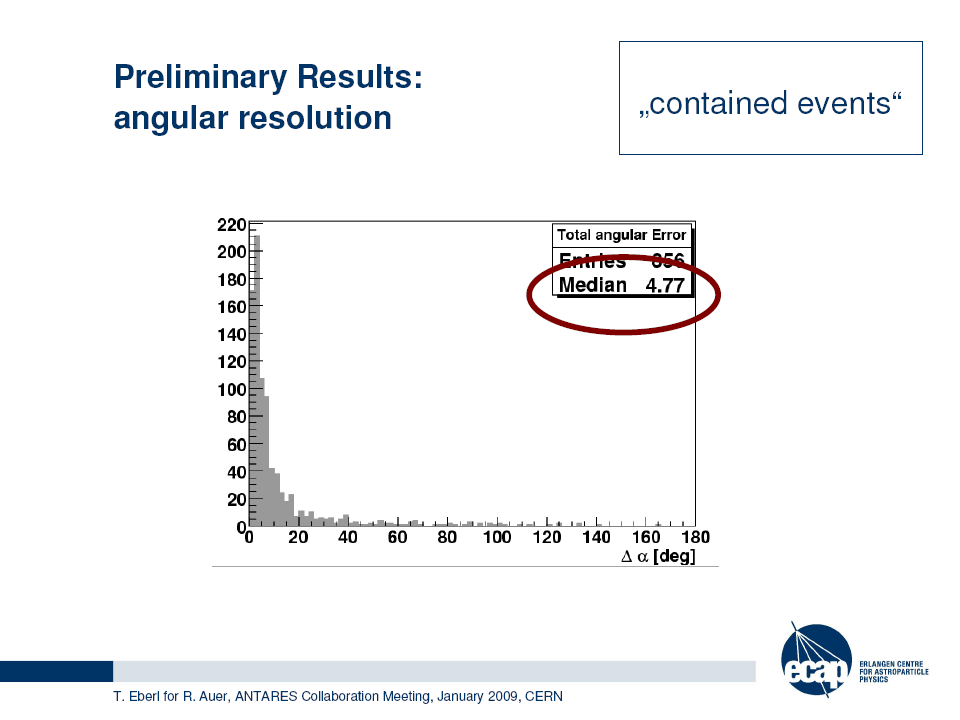 Preliminary Results:
angular resolution
„contained events“
Total angular Error
Entries 856
Median 4.77
220
200
180
160
140
120
100
80
60
40
20
0
0 20 40 60 80 100 120 140 160 180
Δ α [deg]
ecap
ERLANGEN CENTRE
FOR ASTROPARTICLE
PHYSICS
T. Eberl for R. Auer, ANTARES Collaboration Meeting, January 2009, CERN